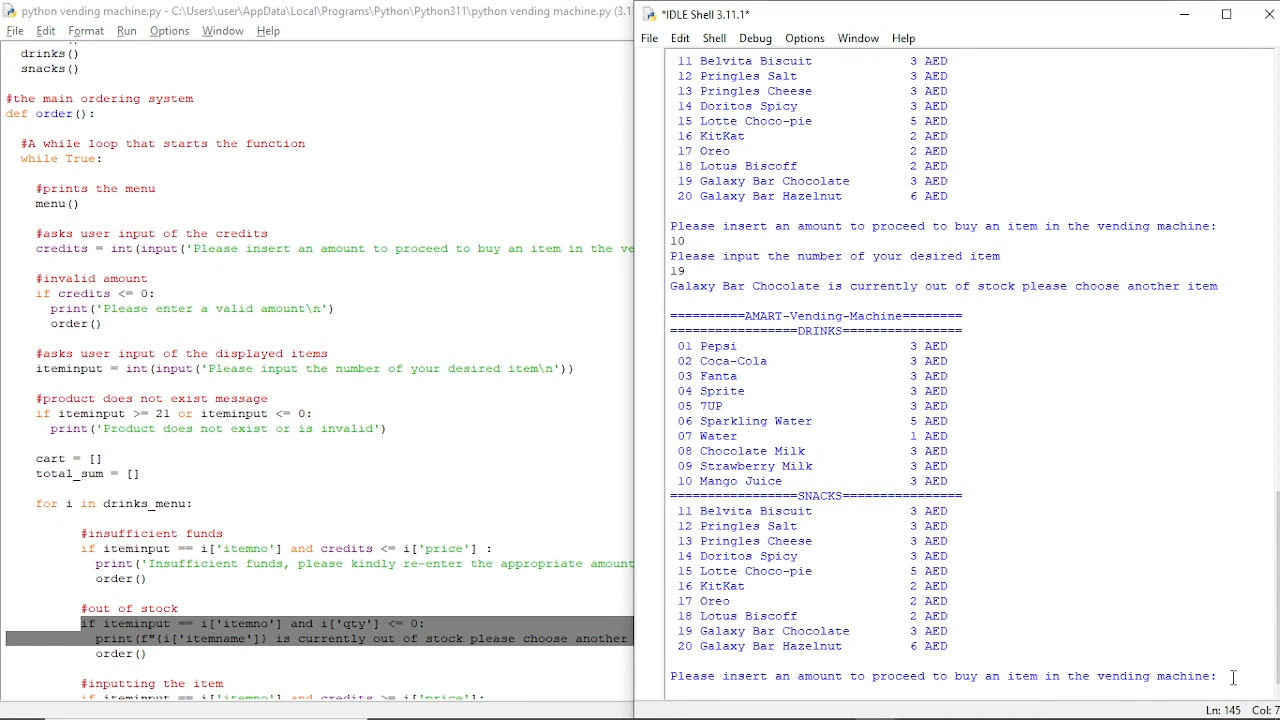 python vending machine.py - C:\Users\user\AppData\Local\Programs\Python\Python311\python vending machine.py (3.11
File Edit Format Run Options Window Help
drinks()
snacks()
#the main ordering system
def order():
#A while loop that starts the function
while True:
#prints the menu
menu()
#asks user input of the credits
credits = int(input('Please insert an amount to proceed to buy an item in the ve
#invalid amount
if credits <= 0:
print('Please enter a valid amount\n')
order()
#asks user input of the displayed items
iteminput = int(input('Please input the number of your desired item\n'))
#product does not exist message
if iteminput >= 21 or iteminput <= 0:
print('Product does not exist or is invalid')
cart = []
total_sum = []
for i in drinks_menu:
#insufficient funds
if iteminput == i['itemno'] and credits <= i['price'] :
print('Insufficient funds, please kindly re-enter the appropriate amount
order()
#out of stock
if iteminput == i['itemno'] and i['qty'] <= 0:
print(f"{i['itemname']} is currently out of stock please choose another
order()
#inputting the item
if iteminput == i['itemno'] and credits >= i['price']:
*IDLE Shell 3.11.1*
File Edit Shell Debug Options Window Help
11 Belvita Biscuit 3 AED
12 Pringles Salt 3 AED
13 Pringles Cheese 3 AED
14 Doritos Spicy 3 AED
15 Lotte Choco-pie 5 AED
16 KitKat 2 AED
17 Oreo 2 AED
18 Lotus Biscoff 2 AED
19 Galaxy Bar Chocolate 3 AED
20 Galaxy Bar Hazelnut 6 AED
Please insert an amount to proceed to buy an item in the vending machine:
10
Please input the number of your desired item
19
Galaxy Bar Chocolate is currently out of stock please choose another item
==========AMART-Vending-Machine========
=================DRINKS================
01 Pepsi 3 AED
02 Coca-Cola 3 AED
03 Fanta 3 AED
04 Sprite 3 AED
05 7UP 3 AED
06 Sparkling Water 5 AED
07 Water 1 AED
08 Chocolate Milk 3 AED
09 Strawberry Milk 3 AED
10 Mango Juice 3 AED
=================SNACKS================
11 Belvita Biscuit 3 AED
12 Pringles Salt 3 AED
13 Pringles Cheese 3 AED
14 Doritos Spicy 3 AED
15 Lotte Choco-pie 5 AED
16 KitKat 2 AED
17 Oreo 2 AED
18 Lotus Biscoff 2 AED
19 Galaxy Bar Chocolate 3 AED
20 Galaxy Bar Hazelnut 6 AED
Please insert an amount to proceed to buy an item in the vending machine:
Ln: 145 Col: 7